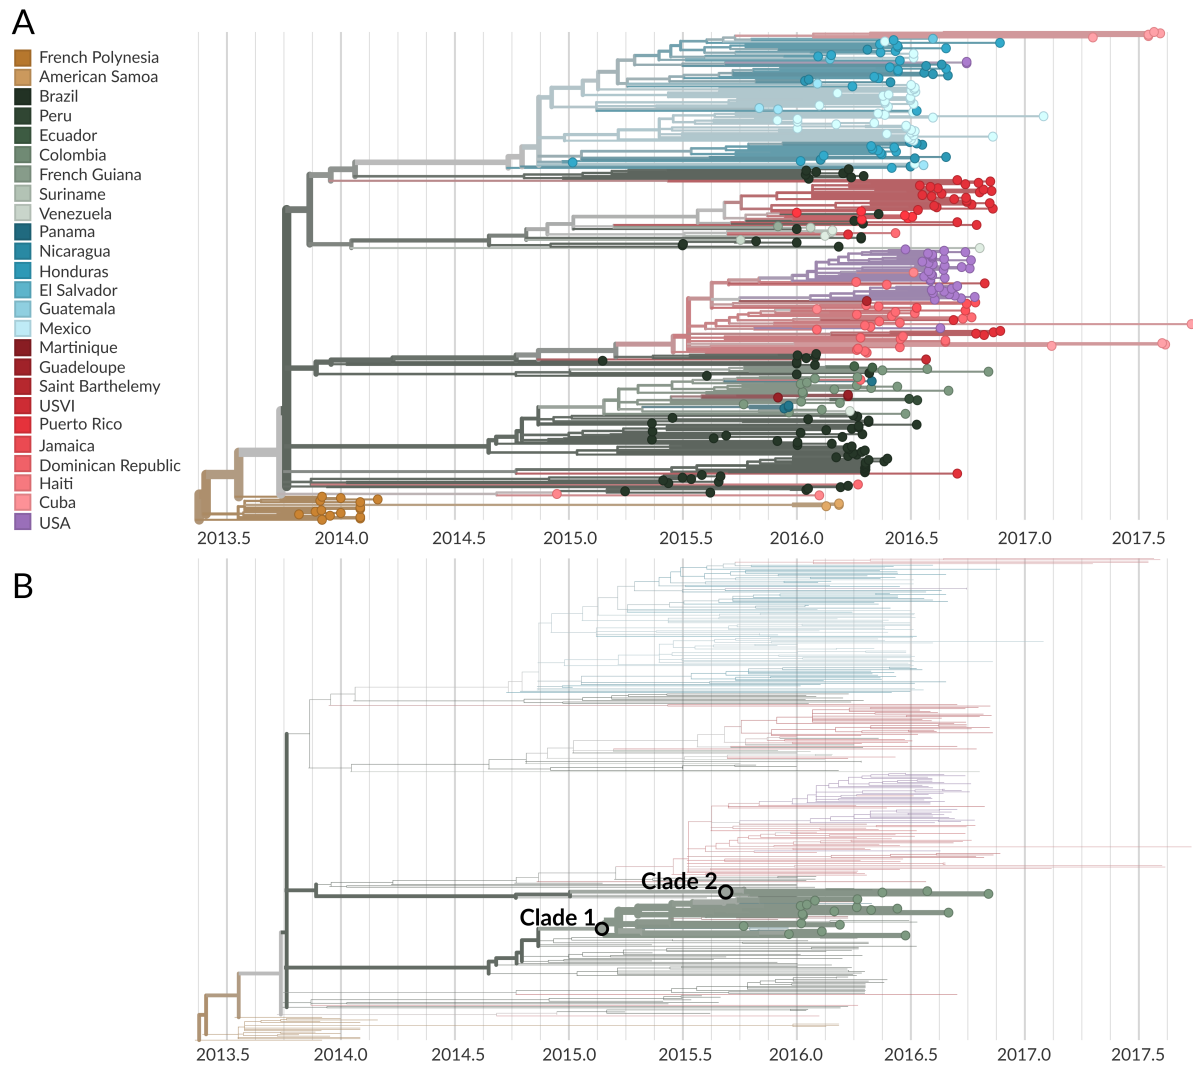 A
French Polynesia
American Samoa
Brazil
Peru
Ecuador
Colombia
French Guiana
Suriname
Venezuela
Panama
Nicaragua
Honduras
El Salvador
Guatemala
Mexico
Martinique
Guadeloupe
Saint Barthelemy
USVI
Puerto Rico
Jamaica
Dominican Republic
Haiti
Cuba
USA
2013.5 2014.0 2014.5 2015.0 2015.5 2016.0 2016.5 2017.0 2017.5
B
Clade 2
Clade 1
2013.5 2014.0 2014.5 2015.0 2015.5 2016.0 2016.5 2017.0 2017.5